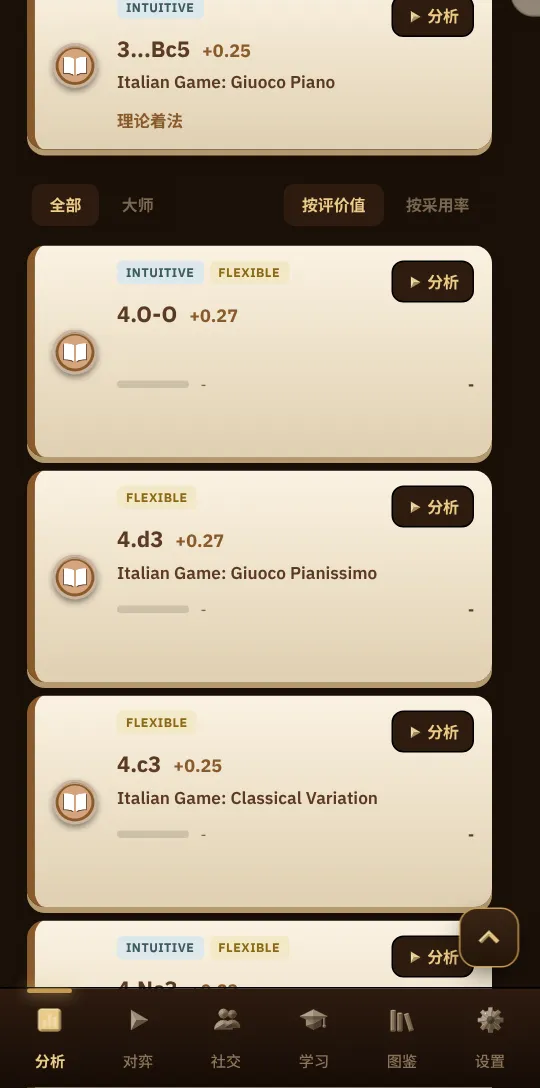 INTUITIVE
分析
3...Bc5 +0.25
Italian Game: Giuoco Piano
理论着法
全部 大师 按评价值 按采用率
INTUITIVE FLEXIBLE
分析
4.O-O +0.27
- -
FLEXIBLE
分析
4.d3 +0.27
Italian Game: Giuoco Pianissimo
- -
FLEXIBLE
分析
4.c3 +0.25
Italian Game: Classical Variation
- -
INTUITIVE FLEXIBLE
分析
分析 对弈 社交 学习 图鉴 设置